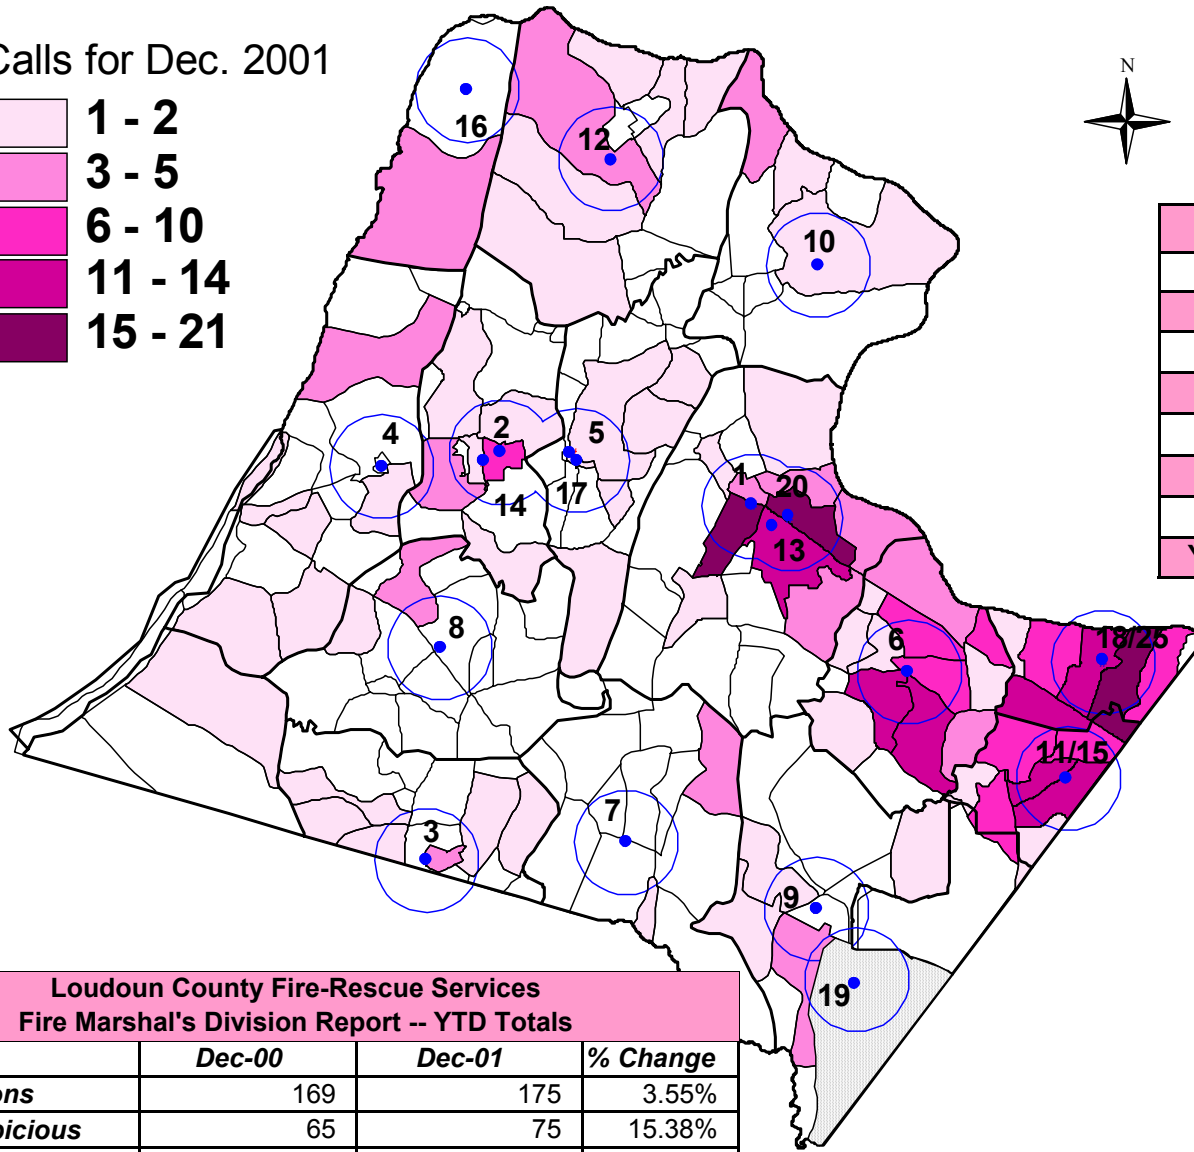 Calls for Dec. 2001
1 - 2
3 - 5
6 - 10
11 - 14
15 - 21
N
16
12
10
4
2
5
14
17
1
20
13
8
6
18/25
11/15
7
3
9
19
Loudoun County Fire-Rescue Services
Fire Marshal's Division Report -- YTD Totals
Dec-00 Dec-01 % Change
ons 169 175 3.55%
picious 65 75 15.38%